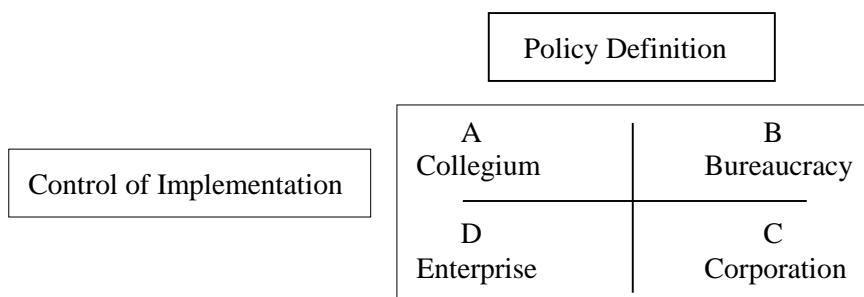 Policy Definition
A B
Collegium Bureaucracy
Control of Implementation
D C
Enterprise Corporation